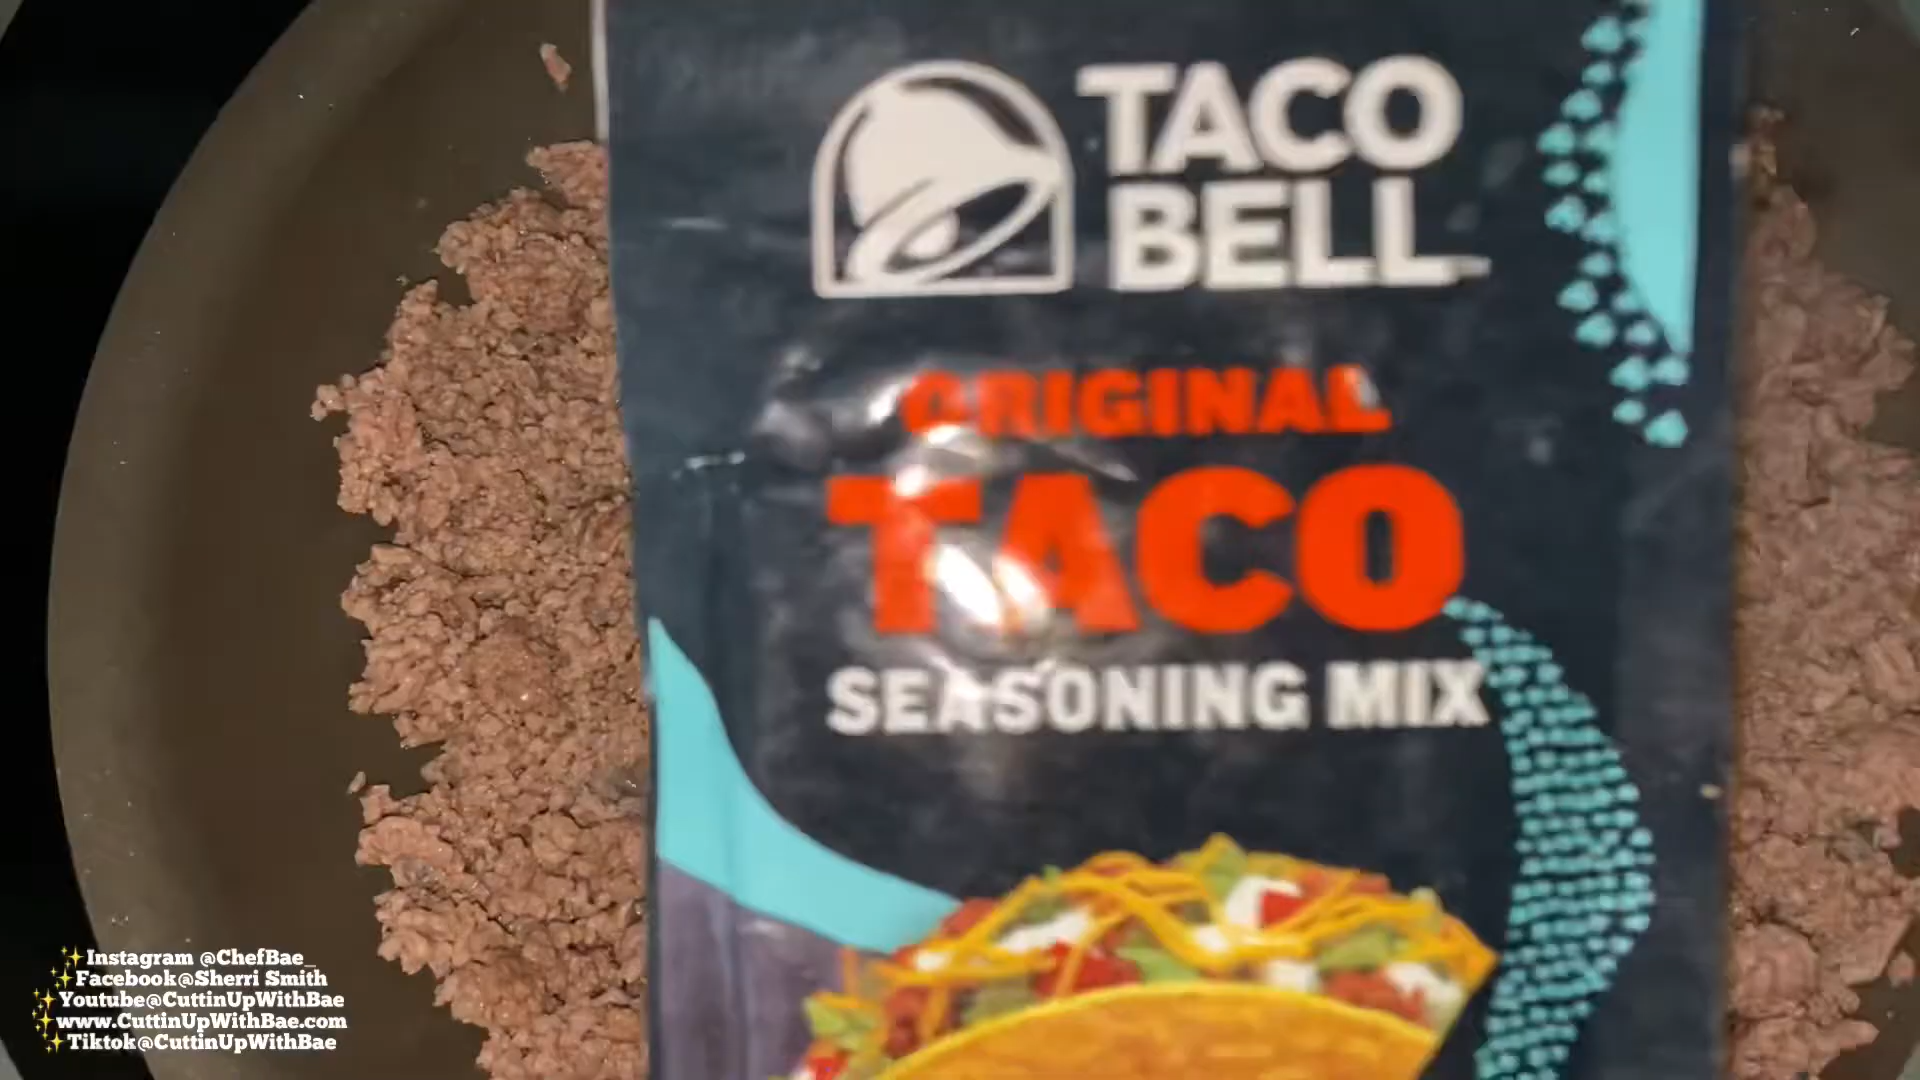 TACO
BELL
ORIGINAL
TACO
SEASONING MIX
✨Instagram @ChefBae_
✨Facebook@Sherri Smith
✨Youtube@CuttinUpWithBae
✨www.CuttinUpWithBae.com
✨Tiktok@CuttinUpWithBae